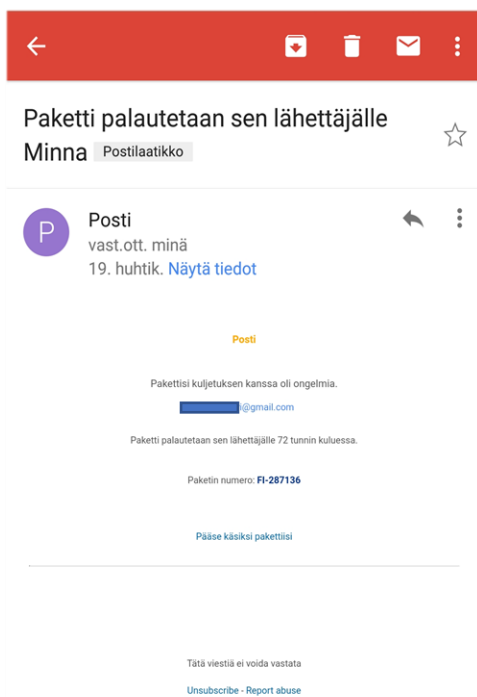 Paketti palautetaan sen lähettäjälle
Minna Postilaatikko
P
Posti
vast.ott. minä
19. huhtik. Näytä tiedot
Posti
Pakettisi kuljetuksen kanssa oli ongelmia.
i@gmail.com
Paketti palautetaan sen lähettäjälle 72 tunnin kuluessa.
Paketin numero: FI-287136
Pääse käsiksi pakettiisi
Tätä viestiä ei voida vastata
Unsubscribe - Report abuse